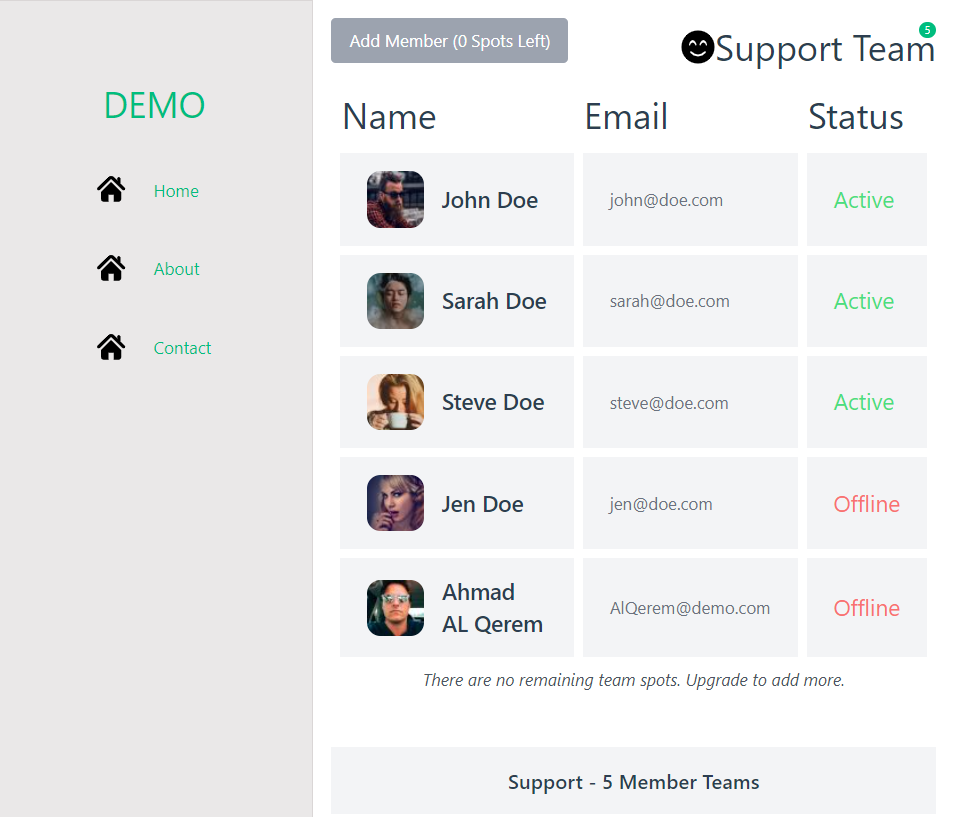 DEMO
Home
About
Contact
Add Member (0 Spots Left)
Support Team
5
Name Email Status
John Doe john@doe.com Active
Sarah Doe sarah@doe.com Active
Steve Doe steve@doe.com Active
Jen Doe jen@doe.com Offline
Ahmad
AL Qerem AlQerem@demo.com Offline
There are no remaining team spots. Upgrade to add more.
Support - 5 Member Teams